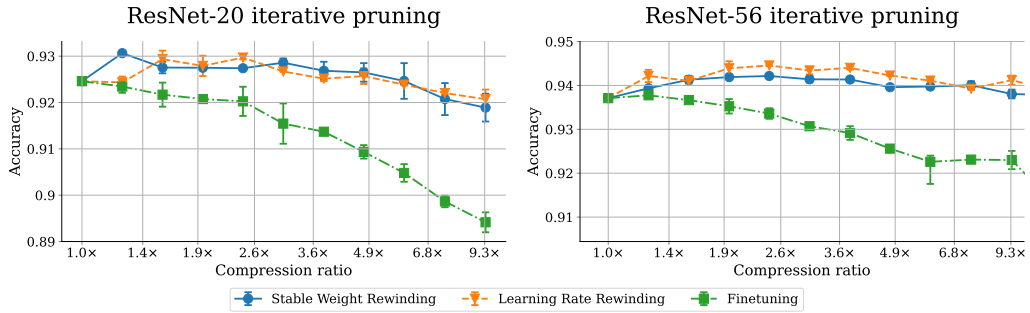 ResNet-20 iterative pruning
0.93
0.92
0.91
0.9
0.89
Accuracy
1.0× 1.4× 1.9× 2.6× 3.6× 4.9× 6.8× 9.3×
Compression ratio
ResNet-56 iterative pruning
0.95
0.94
0.93
0.92
0.91
Accuracy
1.0× 1.4× 1.9× 2.6× 3.6× 4.9× 6.8× 9.3×
Compression ratio
Stable Weight Rewinding Learning Rate Rewinding Finetuning